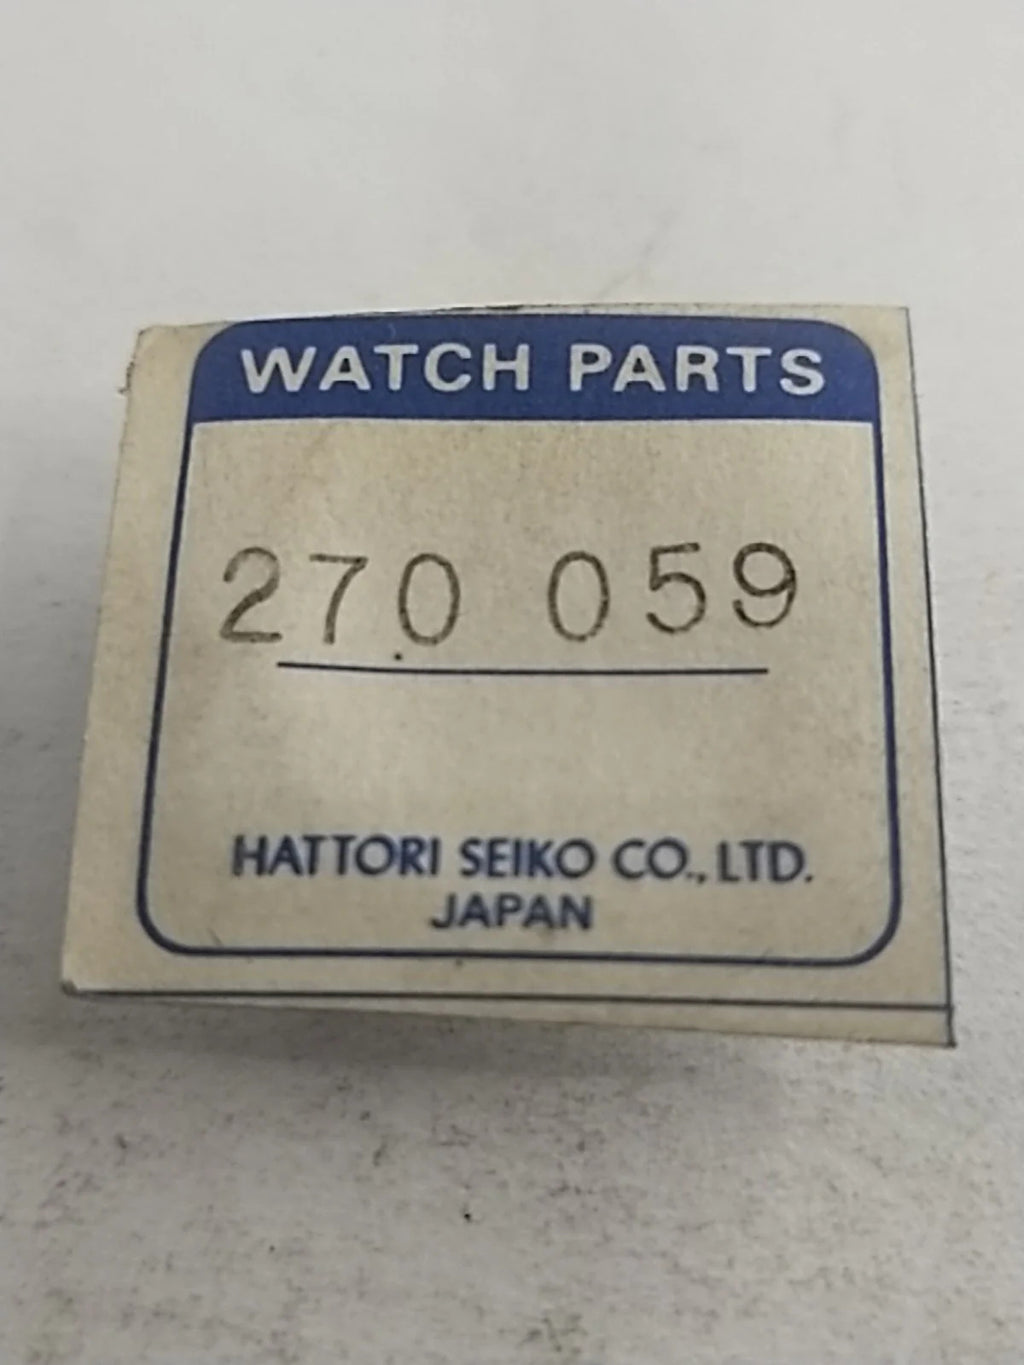 WATCH PARTS
270 059
HATTORI SEIKO CO., LTD.
JAPAN